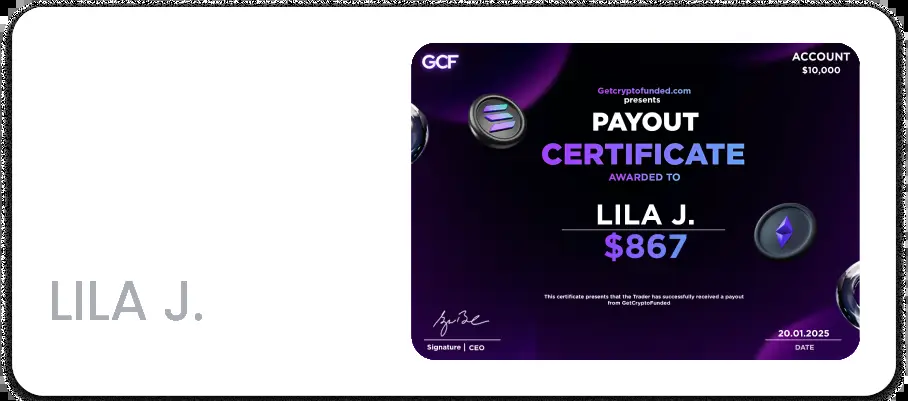 GCF
ACCOUNT
$10,000
Getcryptofunded.com
presents
PAYOUT
CERTIFICATE
AWARDED TO
LILA J.
$867
This certificate presents that the Trader has successfully received a payout
from GetCryptoFunded
Signature | CEO
20.01.2025
DATE
LILA J.